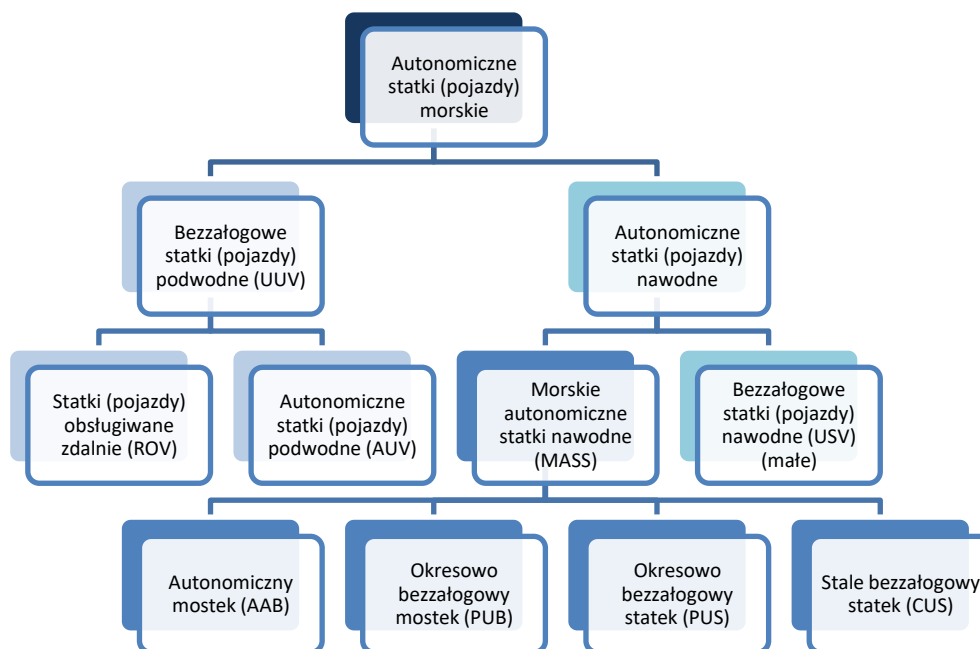 Autonomiczne
statki (pojazdy)
morskie
Bezzałogowe
statki (pojazdy)
podwodne (UUV)
Autonomiczne
statki (pojazdy)
nawodne
Statki (pojazdy)
obsługiwane
zdalnie (ROV)
Autonomiczne
statki (pojazdy)
podwodne (AUV)
Morskie
autonomiczne
statki nawodne
(MASS)
Bezzałogowe
statki (pojazdy)
nawodne (USV)
(małe)
Autonomiczny
mostek (AAB)
Okresowo
bezzałogowy
mostek (PUB)
Okresowo
bezzałogowy
statek (PUS)
Stale bezzałogowy
statek (CUS)